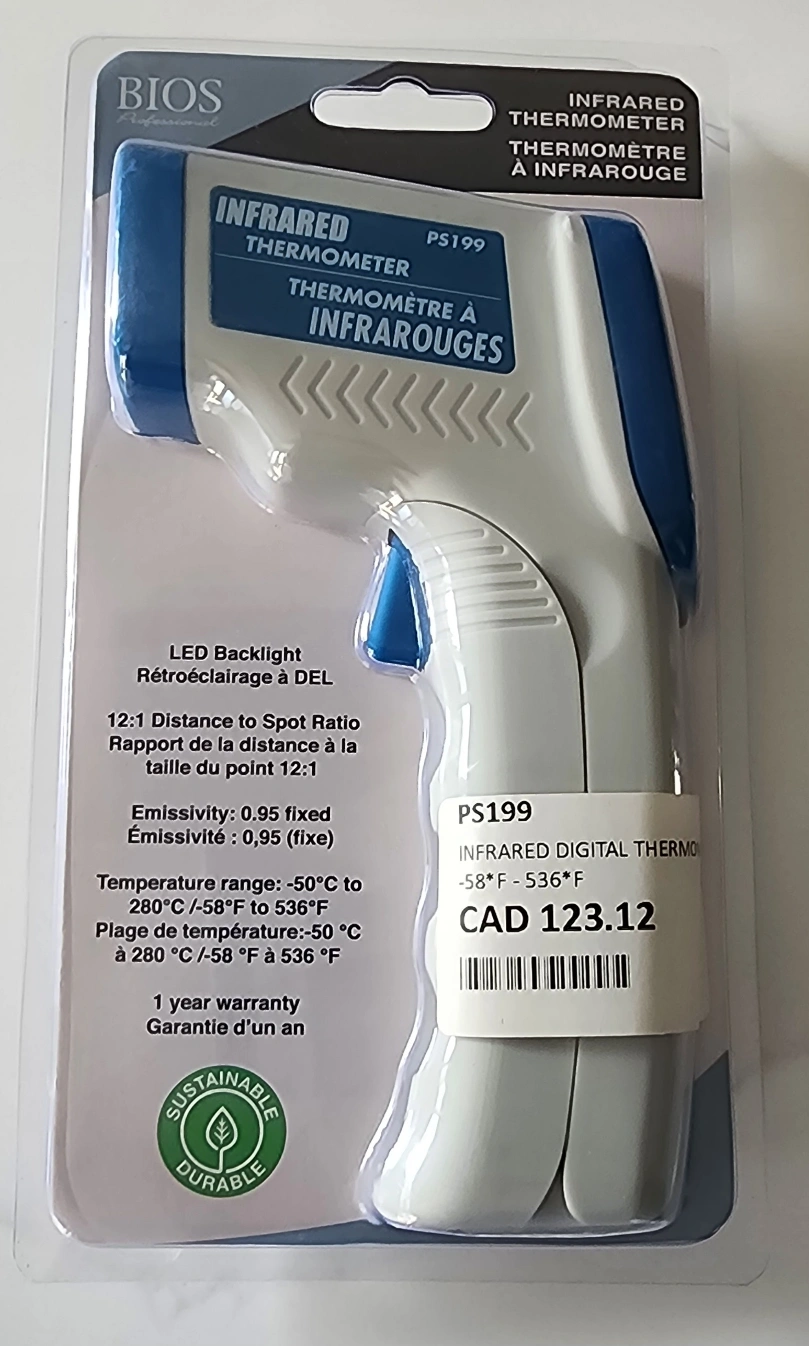 BIOS
Professional
INFRARED
THERMOMETER
THERMOMÈTRE
À INFRAROUGE
INFRARED
PS199
THERMOMETER
THERMOMÈTRE À
INFRAROUGES
LED Backlight
Rétroéclairage à DEL
12:1 Distance to Spot Ratio
Rapport de la distance à la
taille du point 12:1
Emissivity: 0.95 fixed
Émissivité : 0,95 (fixe)
Temperature range: -50°C to
280°C /-58°F to 536°F
Plage de température:-50 °C
à 280 °C /-58 °F à 536 °F
1 year warranty
Garantie d'un an
SUSTAINABLE
DURABLE
PS199
INFRARED DIGITAL THERMO
-58*F - 536*F
CAD 123.12